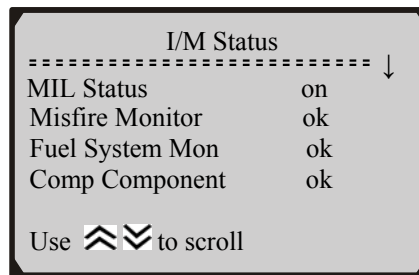 I/M Status
MIL Status on
Misfire Monitor ok
Fuel System Mon ok
Comp Component ok
Use to scroll